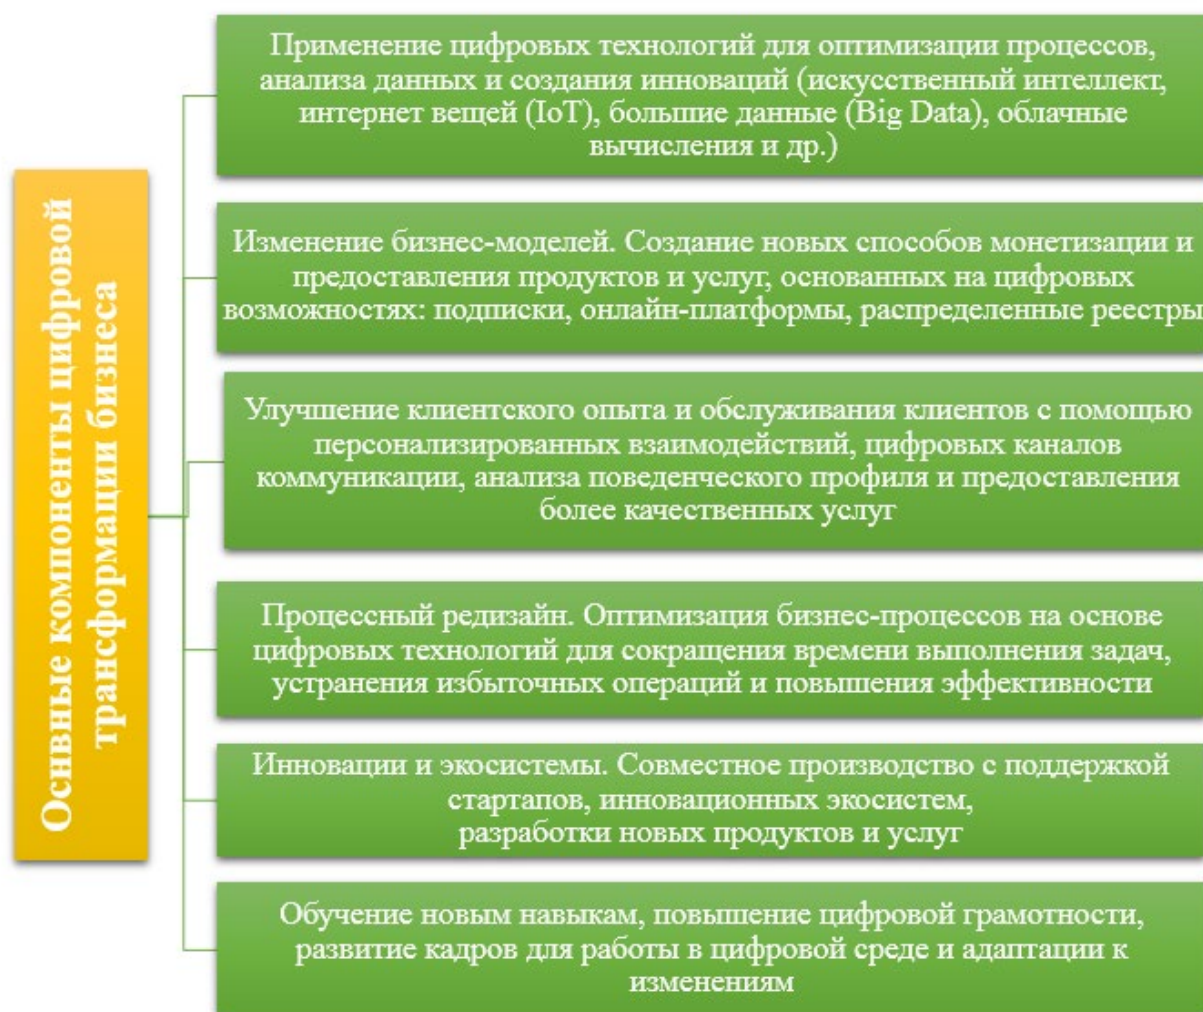 Основные компоненты цифровой
трансформации бизнеса
Применение цифровых технологий для оптимизации процессов,
анализа данных и создания инноваций (искусственный интеллект,
интернет вещей (IoT), большие данные (Big Data), облачные
вычисления и др.)
Изменение бизнес-моделей. Создание новых способов монетизации и
предоставления продуктов и услуг, основанных на цифровых
возможностях: подписки, онлайн-платформы, распределенные реестры
Улучшение клиентского опыта и обслуживания клиентов с помощью
персонализированных взаимодействий, цифровых каналов
коммуникации, анализа поведенческого профиля и предоставления
более качественных услуг
Процессный редизайн. Оптимизация бизнес-процессов на основе
цифровых технологий для сокращения времени выполнения задач,
устранения избыточных операций и повышения эффективности
Инновации и экосистемы. Совместное производство с поддержкой
стартапов, инновационных экосистем,
разработки новых продуктов и услуг
Обучение новым навыкам, повышение цифровой грамотности,
развитие кадров для работы в цифровой среде и адаптации к
изменениям